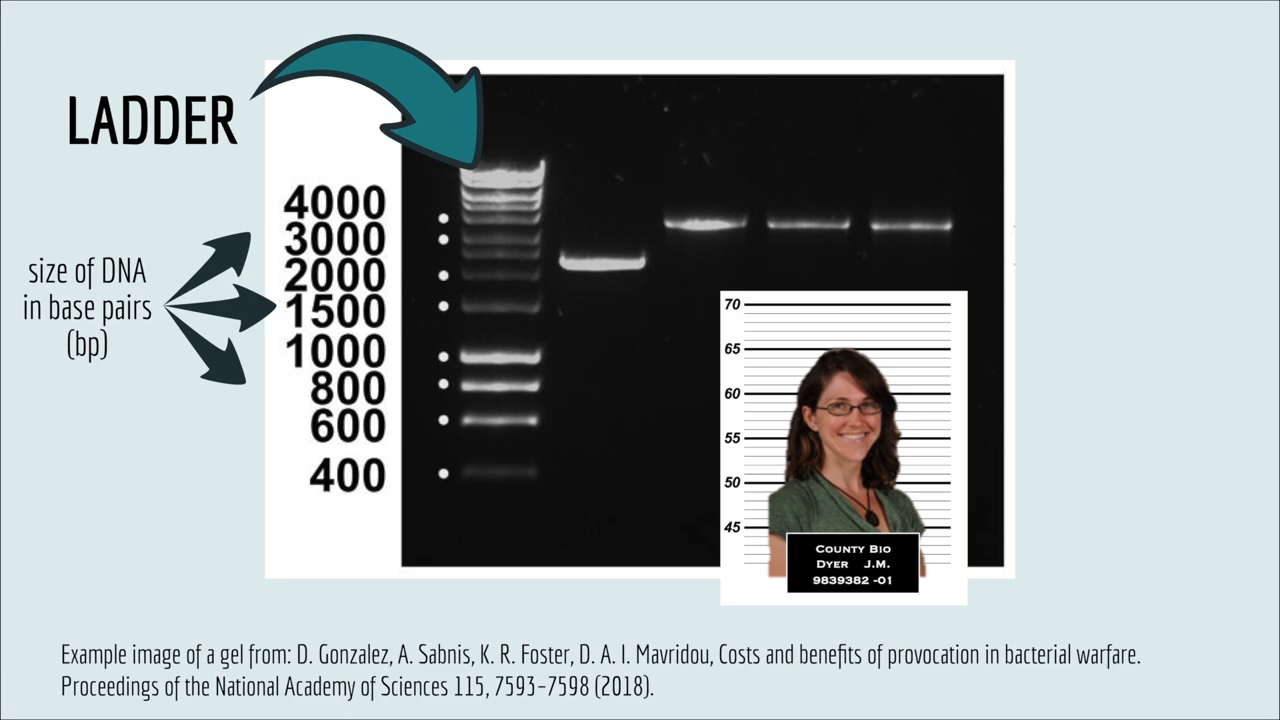 LADDER
4000
3000
2000
1500
1000
800
600
400
size of DNA
in base pairs
(bp)
70
65
60
55
50
45
County Bio
Dyer J.M.
9839382 -01
Example image of a gel from: D. Gonzalez, A. Sabnis, K. R. Foster, D. A. I. Mavridou, Costs and benefits of provocation in bacterial warfare.
Proceedings of the National Academy of Sciences 115, 7593–7598 (2018).